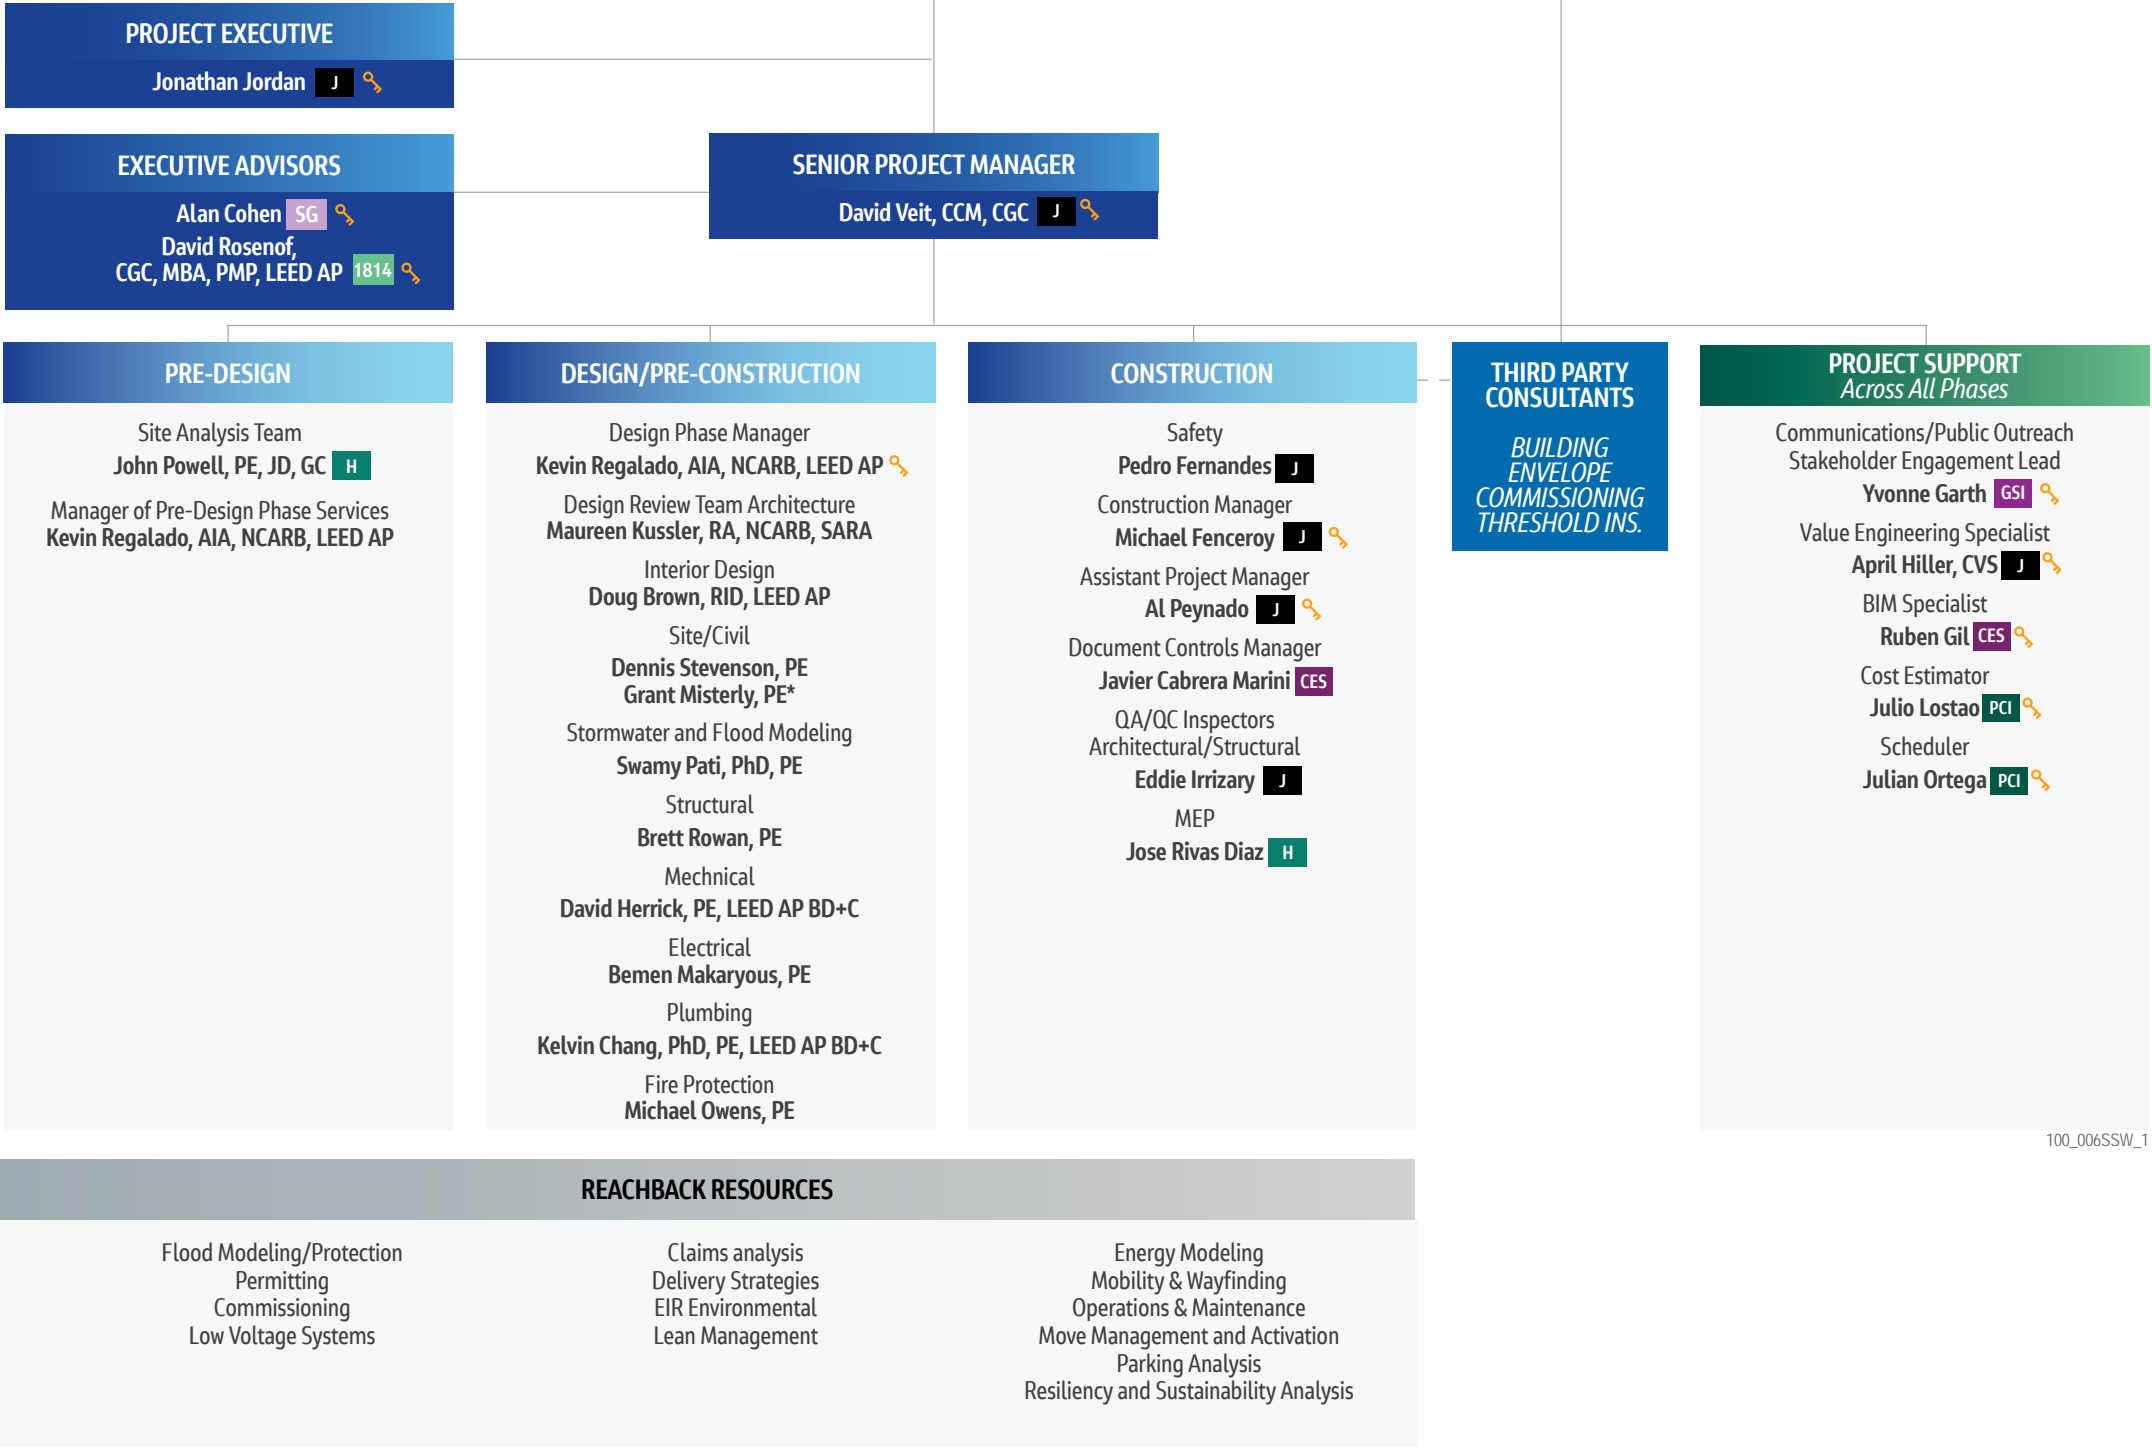 PROJECT EXECUTIVE
Jonathan Jordan J
EXECUTIVE ADVISORS
Alan Cohen SG
David Rosenof,
CGC, MBA, PMP, LEED AP 1814
SENIOR PROJECT MANAGER
David Veit, CCM, CGC J
PRE-DESIGN
Site Analysis Team
John Powell, PE, JD, GC H
Manager of Pre-Design Phase Services
Kevin Regalado, AIA, NCARB, LEED AP
DESIGN/PRE-CONSTRUCTION
Design Phase Manager
Kevin Regalado, AIA, NCARB, LEED AP
Design Review Team Architecture
Maureen Kussler, RA, NCARB, SARA
Interior Design
Doug Brown, RID, LEED AP
Site/Civil
Dennis Stevenson, PE
Grant Misterly, PE*
Stormwater and Flood Modeling
Swamy Pati, PhD, PE
Structural
Brett Rowan, PE
Mechnical
David Herrick, PE, LEED AP BD+C
Electrical
Bemen Makaryous, PE
Plumbing
Kelvin Chang, PhD, PE, LEED AP BD+C
Fire Protection
Michael Owens, PE
CONSTRUCTION
Safety
Pedro Fernandes J
Construction Manager
Michael Fenceroy J
Assistant Project Manager
Al Peynado J
Document Controls Manager
Javier Cabrera Marini CES
QA/QC Inspectors
Architectural/Structural
Eddie Irrizary J
MEP
Jose Rivas Diaz H
THIRD PARTY
CONSULTANTS
BUILDING
ENVELOPE
COMMISSIONING
THRESHOLD INS.
PROJECT SUPPORT
Across All Phases
Communications/Public Outreach
Stakeholder Engagement Lead
Yvonne Garth GSI
Value Engineering Specialist
April Hiller, CVS J
BIM Specialist
Ruben Gil CES
Cost Estimator
Julio Lostao PCI
Scheduler
Julian Ortega PCI
100_006SSW_1
REACHBACK RESOURCES
Flood Modeling/Protection
Permitting
Commissioning
Low Voltage Systems
Claims analysis
Delivery Strategies
EIR Environmental
Lean Management
Energy Modeling
Mobility & Wayfinding
Operations & Maintenance
Move Management and Activation
Parking Analysis
Resiliency and Sustainability Analysis